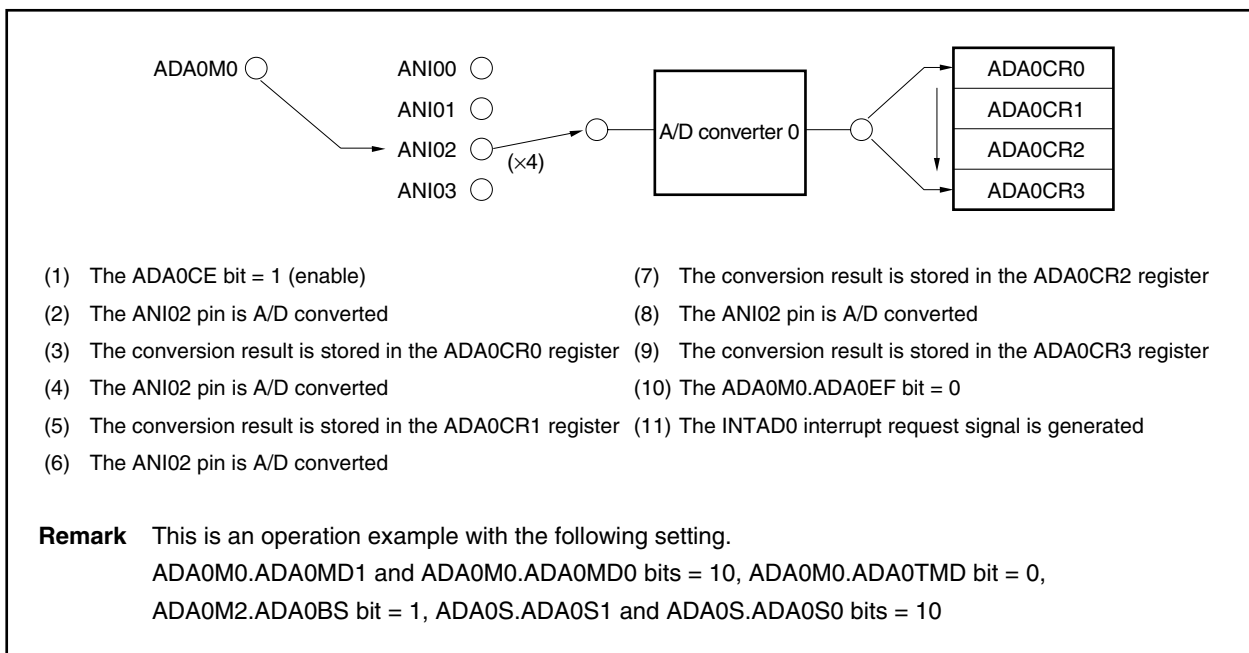 ADA0M0
ANI00
ANI01
ANI02
ANI03
(×4)
A/D converter 0
ADA0CR0
ADA0CR1
ADA0CR2
ADA0CR3
(1) The ADA0CE bit = 1 (enable)
(2) The ANI02 pin is A/D converted
(3) The conversion result is stored in the ADA0CR0 register
(4) The ANI02 pin is A/D converted
(5) The conversion result is stored in the ADA0CR1 register
(6) The ANI02 pin is A/D converted
(7) The conversion result is stored in the ADA0CR2 register
(8) The ANI02 pin is A/D converted
(9) The conversion result is stored in the ADA0CR3 register
(10) The ADA0M0.ADA0EF bit = 0
(11) The INTAD0 interrupt request signal is generated
Remark This is an operation example with the following setting.
ADA0M0.ADA0MD1 and ADA0M0.ADA0MD0 bits = 10, ADA0M0.ADA0TMD bit = 0,
ADA0M2.ADA0BS bit = 1, ADA0S.ADA0S1 and ADA0S.ADA0S0 bits = 10